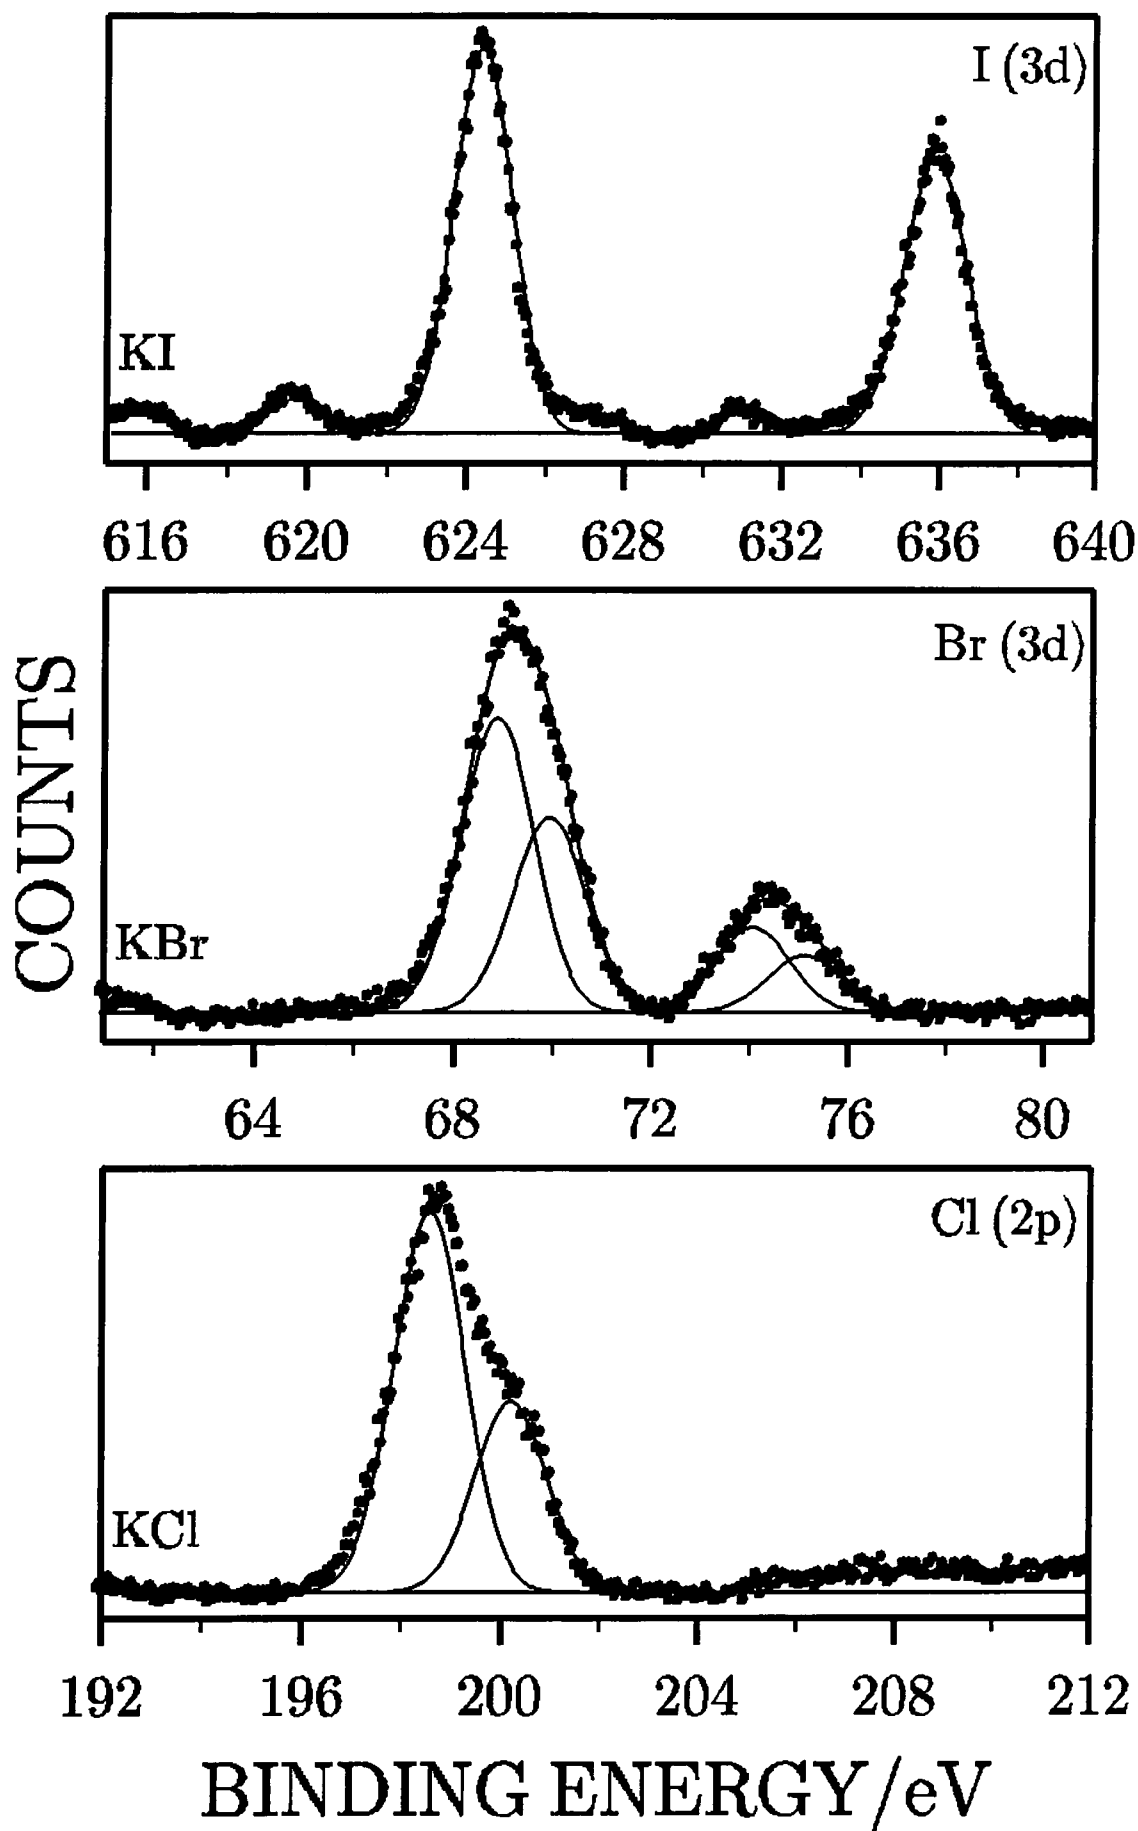 I (3d)
KI
616 620 624 628 632 636 640
Br (3d)
KBr
64 68 72 76 80
Cl (2p)
KCl
192 196 200 204 208 212
COUNTS
BINDING ENERGY/eV